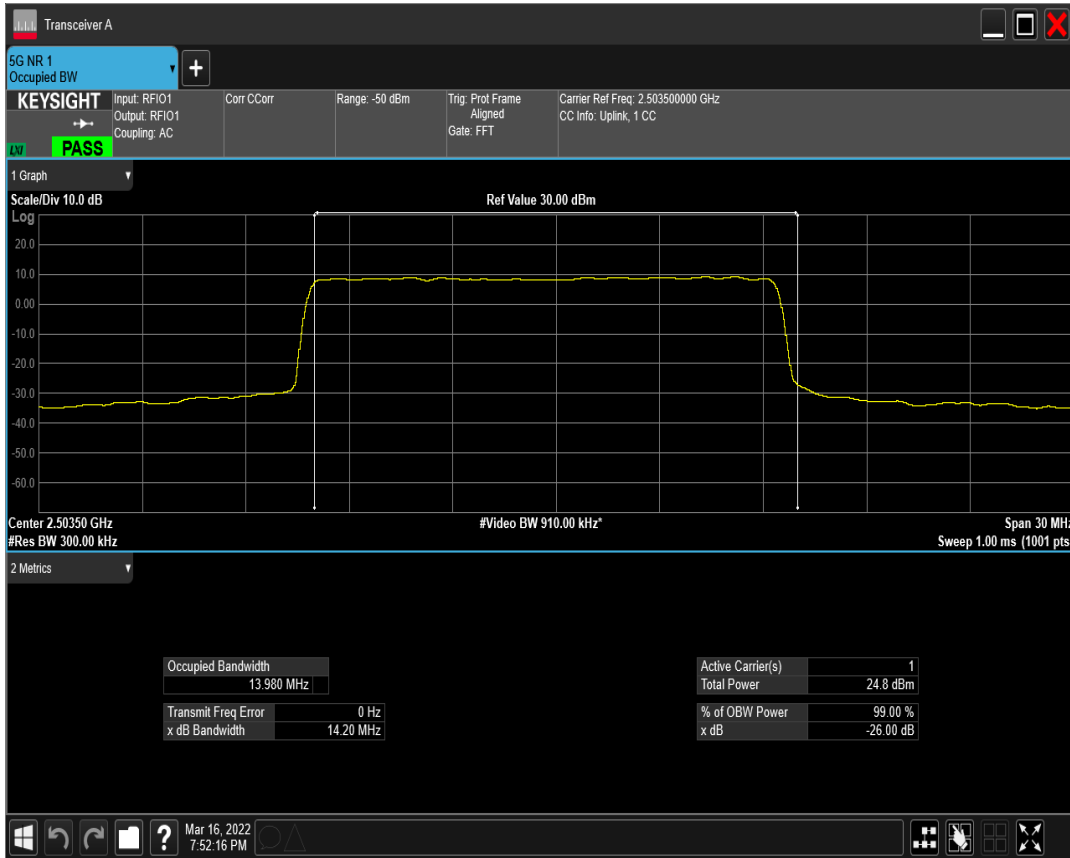 Transceiver A
5G NR 1
Occupied BW
KEYSIGHT
LXI
PASS
Input: RFIO1
Output: RFIO1
Coupling: AC
Corr CCorr
Range: -50 dBm
Trig: Prot Frame
Aligned
Gate: FFT
Carrier Ref Freq: 2.503500000 GHz
CC Info: Uplink, 1 CC
1 Graph
Scale/Div 10.0 dB
Ref Value 30.00 dBm
Log
20.0
10.0
0.00
-10.0
-20.0
-30.0
-40.0
-50.0
-60.0
Center 2.50350 GHz
#Video BW 910.00 kHz*
Span 30 MHz
#Res BW 300.00 kHz
Sweep 1.00 ms (1001 pts
2 Metrics
Occupied Bandwidth
13.980 MHz
Transmit Freq Error 0 Hz
x dB Bandwidth 14.20 MHz
Active Carrier(s) 1
Total Power 24.8 dBm
% of OBW Power 99.00 %
x dB -26.00 dB
?
Mar 16, 2022
7:52:16 PM